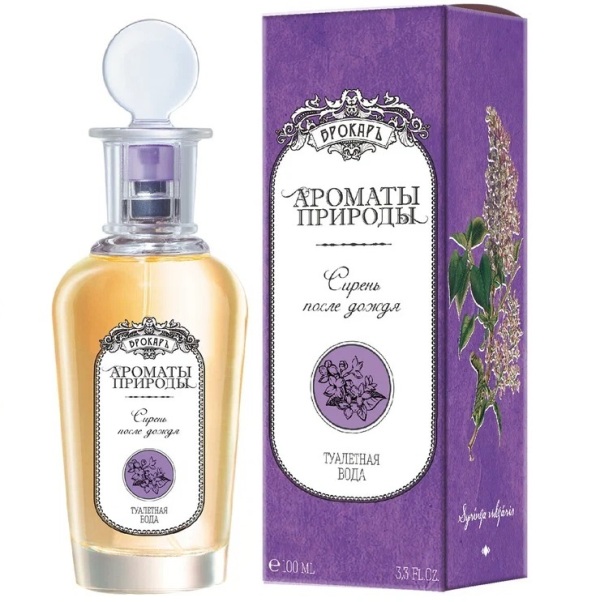 БРОКАРЪ
АРОМАТЫ
ПРИРОДЫ
Сирень
после дождя
ТУАЛЕТНАЯ
ВОДА
БРОКАРЪ
АРОМАТЫ
ПРИРОДЫ
Сирень
после дождя
ТУАЛЕТНАЯ
ВОДА
e 100 ML
3,3 FL.OZ
Syringa vulgaris